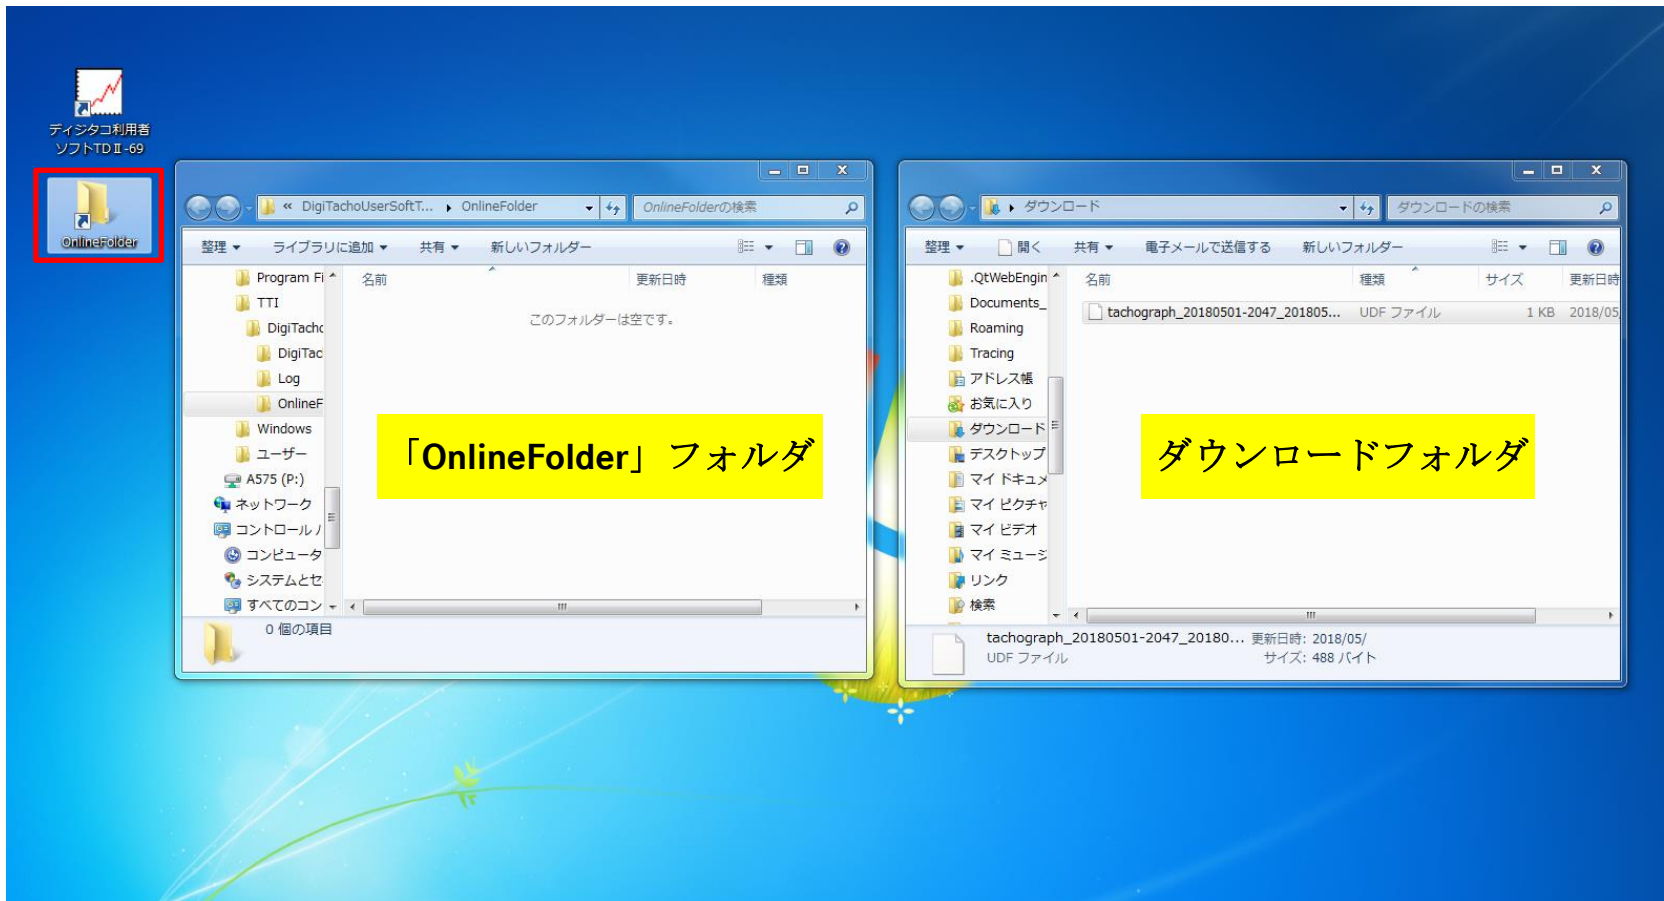 ディジタコ利用者
ソフトTDⅡ-69
OnlineFolder
« DigiTachoUserSoftT... ▸ OnlineFolder
OnlineFolderの検索
整理 ライブラリに追加 共有 新しいフォルダー
名前 更新日時 種類
Program Fi
TTI
DigiTacho
DigiTac
Log
OnlineF
Windows
ユーザー
A575 (P:)
ネットワーク
コントロール
コンピュータ
システムとセ
すべてのコン
このフォルダーは空です。
「OnlineFolder」フォルダ
0 個の項目
ダウンロード
ダウンロードの検索
整理 開く 共有 電子メールで送信する 新しいフォルダー
名前 種類 サイズ 更新日時
.QtWebEngin
Documents_
Roaming
Tracing
アドレス帳
お気に入り
ダウンロード
デスクトップ
マイ ドキュメ
マイ ピクチャ
マイ ビデオ
マイ ミュージ
リンク
検索
tachograph_20180501-2047_201805... UDF ファイル 1 KB 2018/05
ダウンロードフォルダ
tachograph_20180501-2047_20180... 更新日時: 2018/05/
UDF ファイル サイズ: 488 バイト